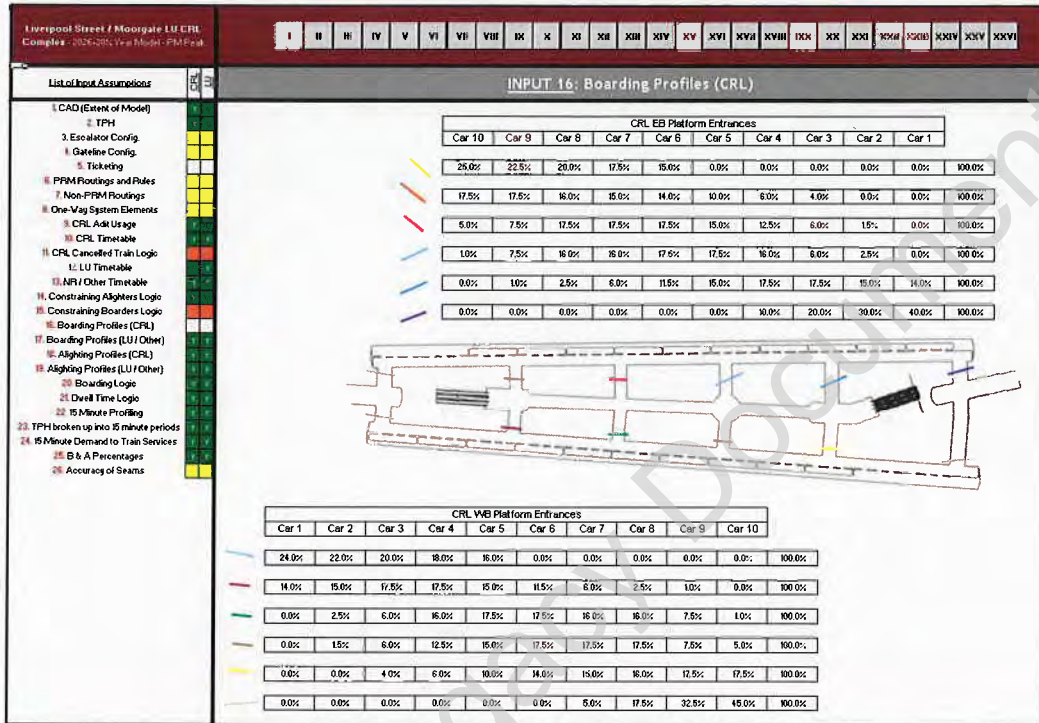 Liverpool Street / Moorgate LU CRL
Complex - 2026 Year Model - PM Peak
I II III IV V VI VII VIII IX X XI XII XIII XIV XV XVI XVII XVIII IXX XX XXI XXII XXIII XXIV XXV XXVI
List of Input Assumptions
CRL
LU
INPUT 16: Boarding Profiles (CRL)
1. CAD (Extent of Model)
2. TPH
3. Escalator Config.
4. Gateline Config.
5. Ticketing
6. PRM Routings and Rules
7. Non-PRM Routings
8. One-Way System Elements
9. CRL Adit Usage
10. CRL Timetable
11. CRL Cancelled Train Logic
12. LU Timetable
13. NR / Other Timetable
14. Constraining Alighters Logic
15. Constraining Boarders Logic
16. Boarding Profiles (CRL)
17. Boarding Profiles (LU / Other)
18. Alighting Profiles (CRL)
19. Alighting Profiles (LU / Other)
20. Boarding Logic
21. Dwell Time Logic
22. 15 Minute Profiling
23. TPH broken up into 15 minute periods
24. 15 Minute Demand to Train Services
25. B & A Percentages
26. Accuracy of Seams
CRL EB Platform Entrances
Car 10 Car 9 Car 8 Car 7 Car 6 Car 5 Car 4 Car 3 Car 2 Car 1
25.0% 22.5% 20.0% 17.5% 15.0% 0.0% 0.0% 0.0% 0.0% 0.0% 100.0%
17.5% 17.5% 16.0% 15.0% 14.0% 10.0% 6.0% 4.0% 0.0% 0.0% 100.0%
5.0% 7.5% 17.5% 17.5% 17.5% 15.0% 12.5% 6.0% 1.5% 0.0% 100.0%
1.0% 7.5% 16.0% 16.0% 17.5% 17.5% 16.0% 6.0% 2.5% 0.0% 100.0%
0.0% 1.0% 2.5% 6.0% 11.5% 15.0% 17.5% 17.5% 15.0% 14.0% 100.0%
0.0% 0.0% 0.0% 0.0% 0.0% 0.0% 10.0% 20.0% 30.0% 40.0% 100.0%
CRL WB Platform Entrances
Car 1 Car 2 Car 3 Car 4 Car 5 Car 6 Car 7 Car 8 Car 9 Car 10
24.0% 22.0% 20.0% 18.0% 16.0% 0.0% 0.0% 0.0% 0.0% 0.0% 100.0%
14.0% 15.0% 17.5% 17.5% 15.0% 11.5% 6.0% 2.5% 1.0% 0.0% 100.0%
0.0% 2.5% 6.0% 16.0% 17.5% 17.5% 16.0% 16.0% 7.5% 1.0% 100.0%
0.0% 1.5% 6.0% 12.5% 15.0% 17.5% 17.5% 17.5% 7.5% 5.0% 100.0%
0.0% 0.0% 4.0% 6.0% 10.0% 14.0% 15.0% 16.0% 17.5% 17.5% 100.0%
0.0% 0.0% 0.0% 0.0% 0.0% 0.0% 5.0% 17.5% 32.5% 45.0% 100.0%
gacy Document